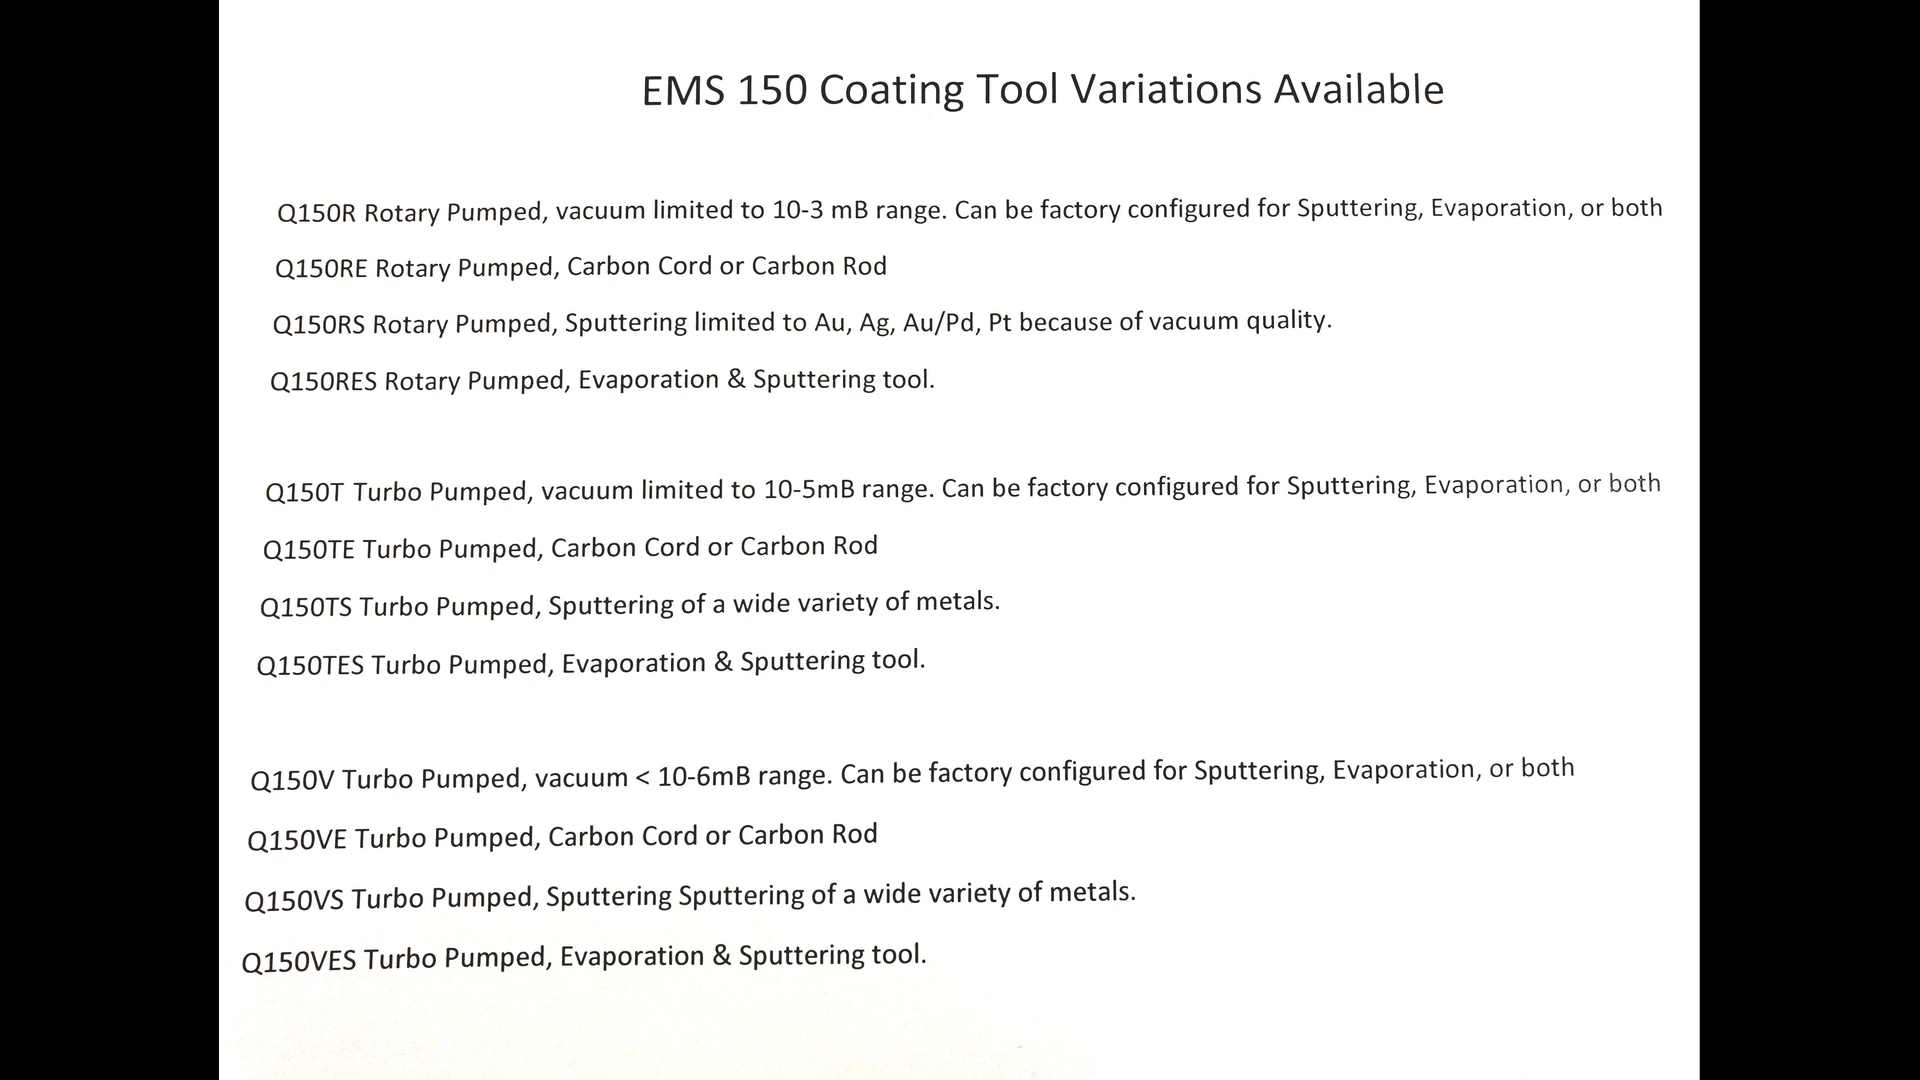 EMS 150 Coating Tool Variations Available
Q150R Rotary Pumped, vacuum limited to 10-3 mB range. Can be factory configured for Sputtering, Evaporation, or both
Q150RE Rotary Pumped, Carbon Cord or Carbon Rod
Q150RS Rotary Pumped, Sputtering limited to Au, Ag, Au/Pd, Pt because of vacuum quality.
Q150RES Rotary Pumped, Evaporation & Sputtering tool.
Q150T Turbo Pumped, vacuum limited to 10-5mB range. Can be factory configured for Sputtering, Evaporation, or both
Q150TE Turbo Pumped, Carbon Cord or Carbon Rod
Q150TS Turbo Pumped, Sputtering of a wide variety of metals.
Q150TES Turbo Pumped, Evaporation & Sputtering tool.
Q150V Turbo Pumped, vacuum < 10-6mB range. Can be factory configured for Sputtering, Evaporation, or both
Q150VE Turbo Pumped, Carbon Cord or Carbon Rod
Q150VS Turbo Pumped, Sputtering Sputtering of a wide variety of metals.
Q150VES Turbo Pumped, Evaporation & Sputtering tool.